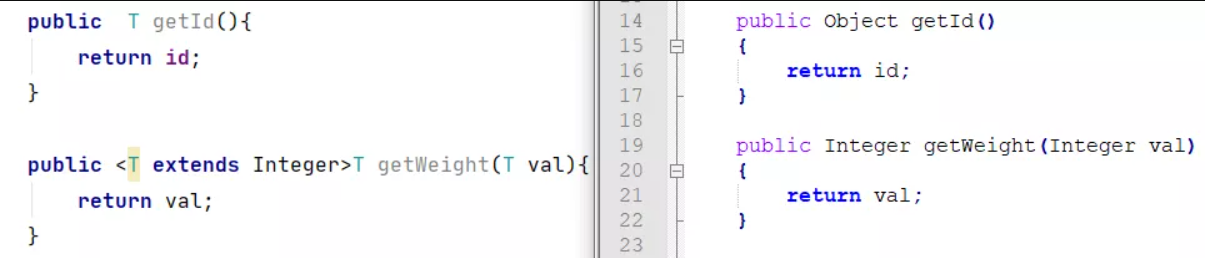 public  T getId(){
    return id;
}
public <T extends Integer>T getWeight(T val){
    return val;
}
14 public Object getId()
15 {
16     return id;
17 }
18
19 public Integer getWeight(Integer val)
20 {
21     return val;
22 }
23